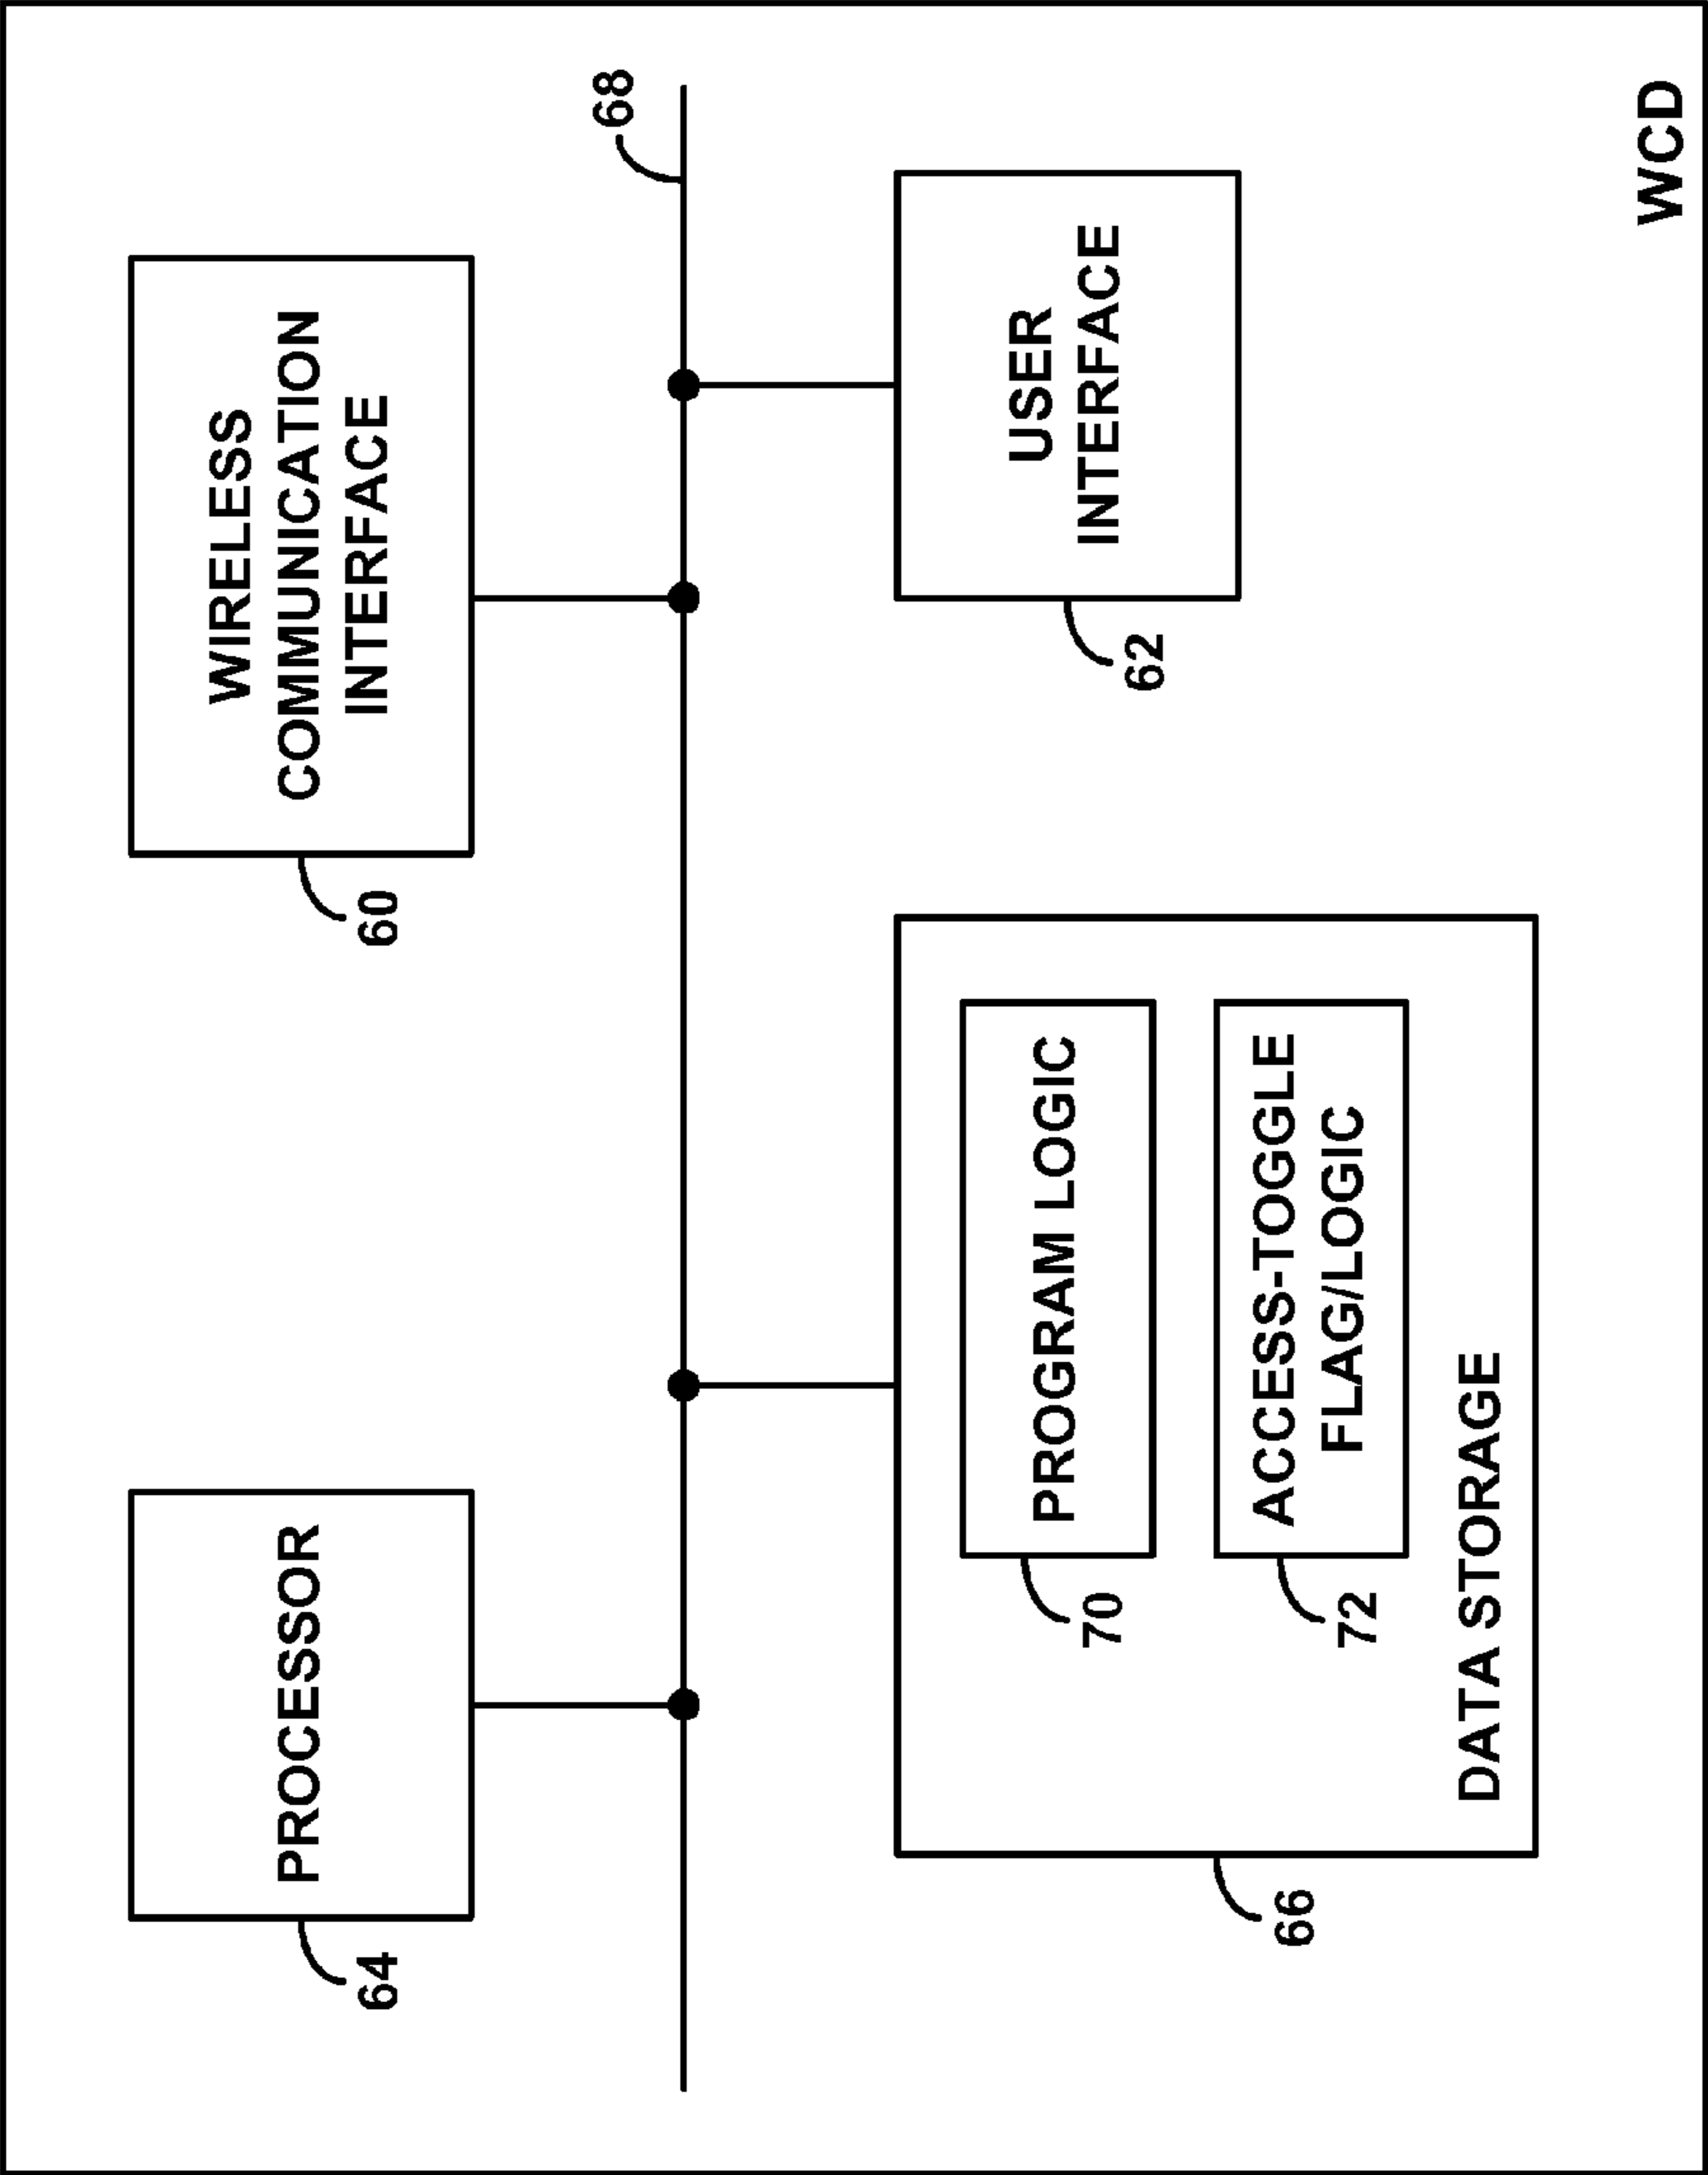 PROCESSOR
64
WIRELESS
COMMUNICATION
INTERFACE
60
68
PROGRAM LOGIC
70
ACCESS-TOGGLE
FLAG/LOGIC
72
DATA STORAGE
66
USER
INTERFACE
62
WCD